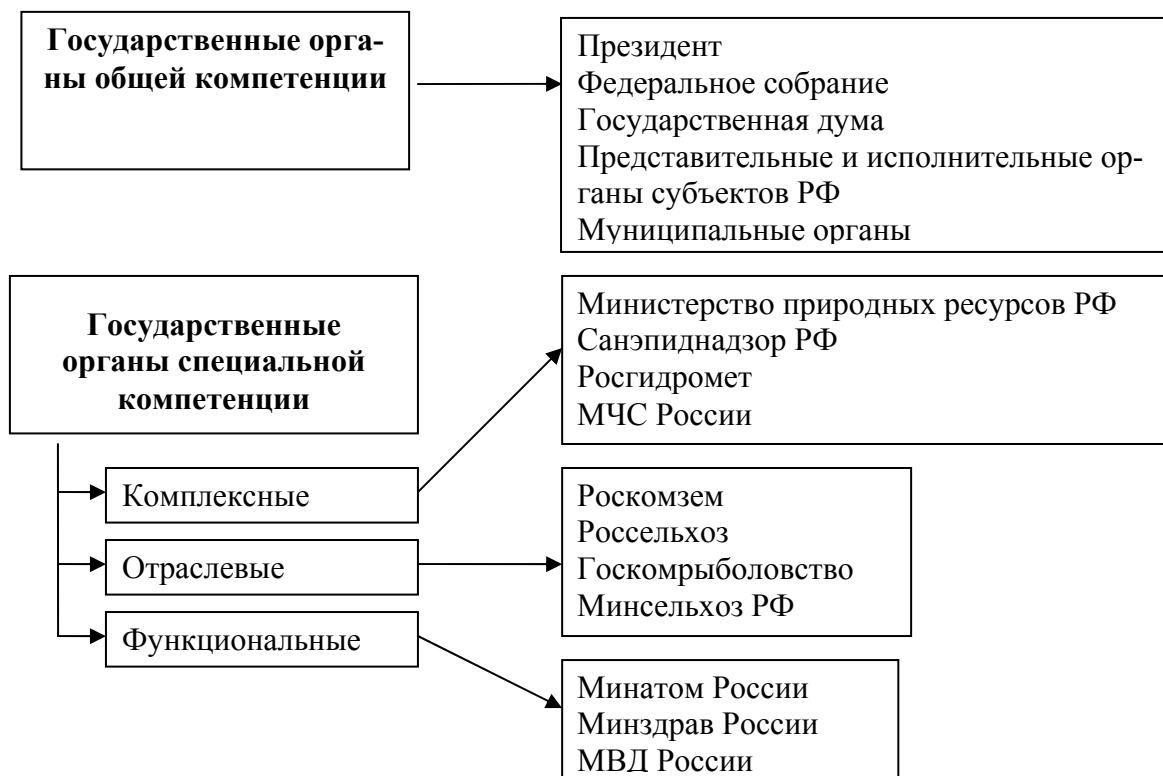 Государственные орга-
ны общей компетенции
Президент
Федеральное собрание
Государственная дума
Представительные и исполнительные ор-
ганы субъектов РФ
Муниципальные органы
Государственные
органы специальной
компетенции
Министерство природных ресурсов РФ
Санэпиднадзор РФ
Росгидромет
МЧС России
Комплексные
Отраслевые
Функциональные
Роскомзем
Россельхоз
Госкомрыболовство
Минсельхоз РФ
Минатом России
Минздрав России
МВД России